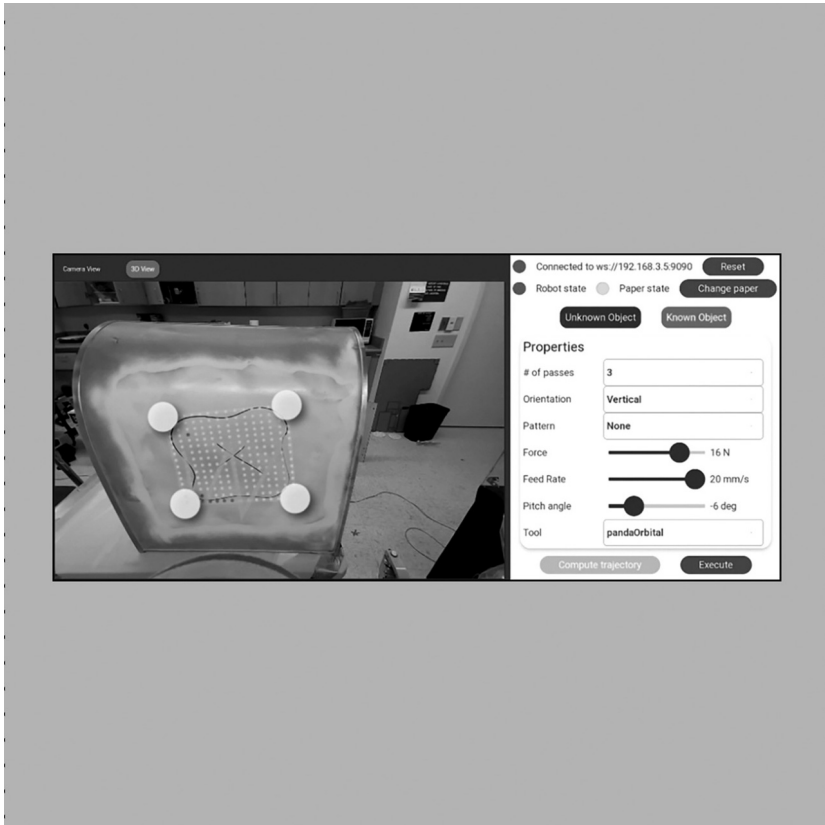 Camera View 3D View
Connected to ws://192.168.3.5:9090 Reset
Robot state Paper state Change paper
Unknown Object Known Object
Properties
# of passes 3
Orientation Vertical
Pattern None
Force 16 N
Feed Rate 20 mm/s
Pitch angle -6 deg
Tool pandaOrbital
Compute trajectory Execute